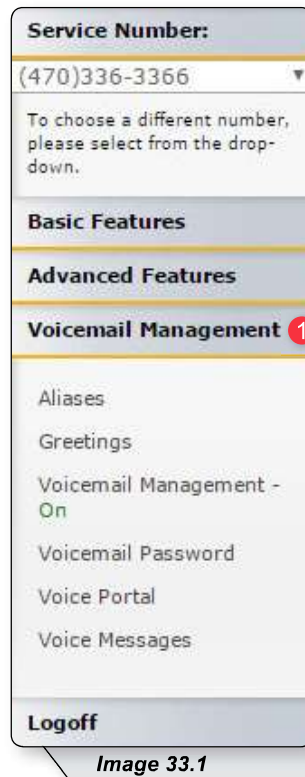 Service Number:
(470)336-3366 ▼
To choose a different number,
please select from the drop-
down.
Basic Features
Advanced Features
Voicemail Management 1
Aliases
Greetings
Voicemail Management -
On
Voicemail Password
Voice Portal
Voice Messages
Logoff
Image 33.1